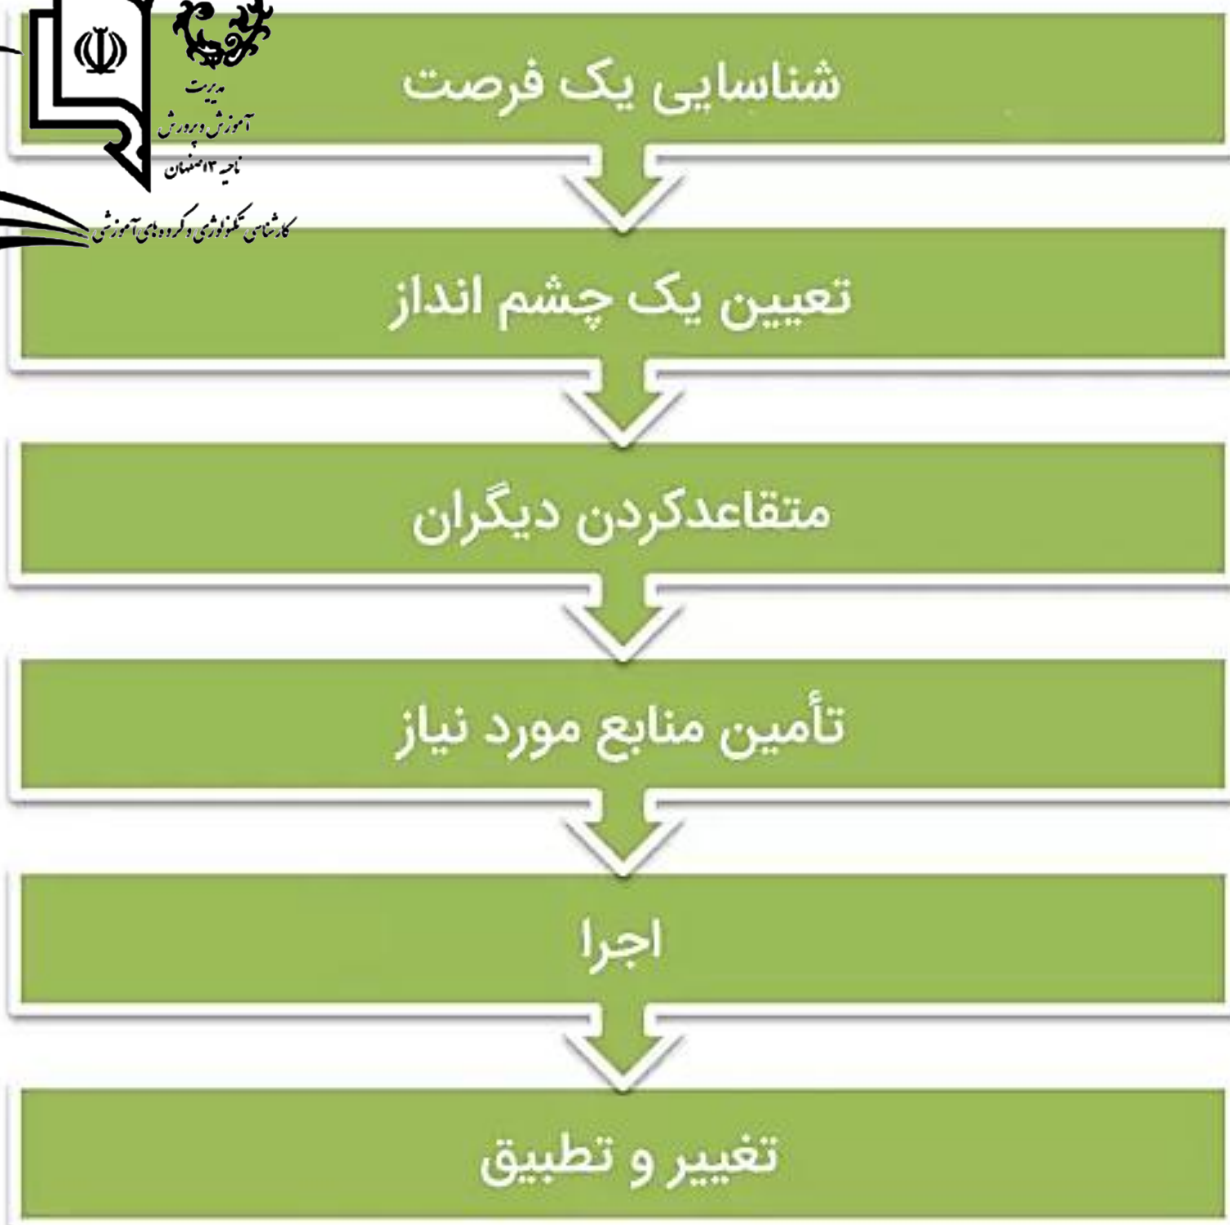 مدیریت
آموزش و پرورش
ناحیه ۳ اصفهان
کارشناسی تکنولوژی و گروه های آموزشی
شناسایی یک فرصت
تعیین یک چشم انداز
متقاعدکردن دیگران
تأمین منابع مورد نیاز
اجرا
تغییر و تطبیق